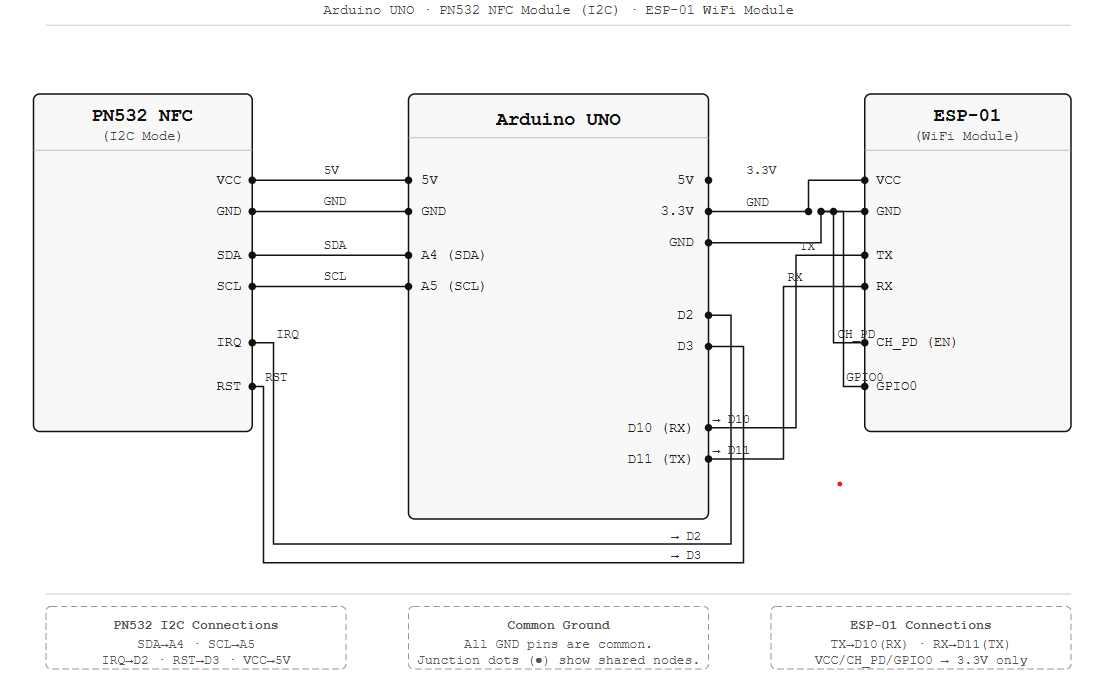 Arduino UNO · PN532 NFC Module (I2C) · ESP-01 WiFi Module
PN532 NFC
(I2C Mode)
VCC
GND
SDA
SCL
IRQ
RST
5V
GND
SDA
SCL
IRQ
RST
Arduino UNO
5V
GND
A4 (SDA)
A5 (SCL)
5V
3.3V
GND
D2
D3
D10 (RX)
D11 (TX)
3.3V
GND
TX
RX
CH_PD
GPIO0
→ D10
→ D11
→ D2
→ D3
ESP-01
(WiFi Module)
VCC
GND
TX
RX
CH_PD (EN)
GPIO0
PN532 I2C Connections
SDA→A4 · SCL→A5
IRQ→D2 · RST→D3 · VCC→5V
Common Ground
All GND pins are common.
Junction dots (●) show shared nodes.
ESP-01 Connections
TX→D10(RX) · RX→D11(TX)
VCC/CH_PD/GPIO0 → 3.3V only